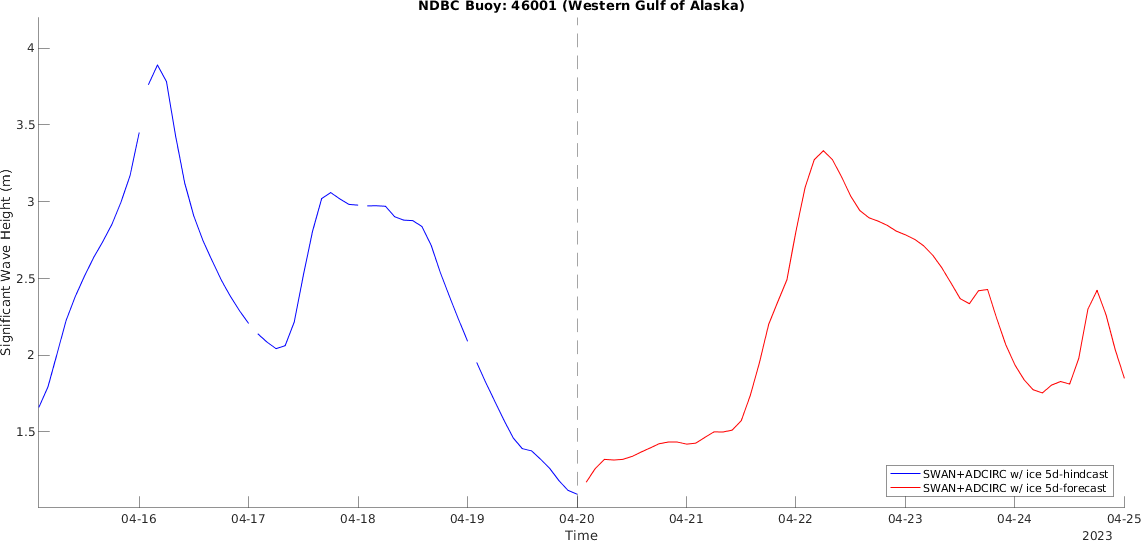 NDBC Buoy: 46001 (Western Gulf of Alaska)
4
3.5
3
2.5
2
1.5
Significant Wave Height (m)
SWAN+ADCIRC w/ ice 5d-hindcast
SWAN+ADCIRC w/ ice 5d-forecast
04-16 04-17 04-18 04-19 04-20 04-21 04-22 04-23 04-24 04-25
Time
2023